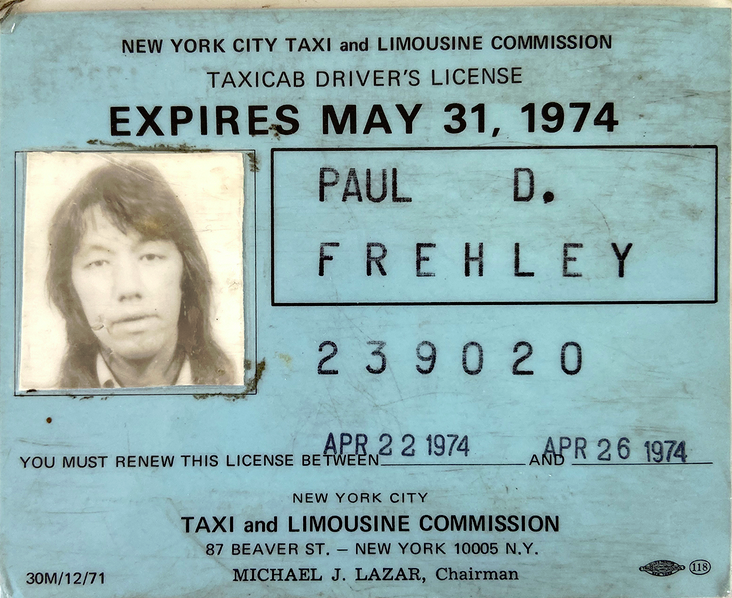 NEW YORK CITY TAXI and LIMOUSINE COMMISSION
TAXICAB DRIVER'S LICENSE
EXPIRES MAY 31, 1974
PAUL D.
FREHLEY
239020
YOU MUST RENEW THIS LICENSE BETWEEN APR 22 1974 AND APR 26 1974
NEW YORK CITY
TAXI and LIMOUSINE COMMISSION
87 BEAVER ST. – NEW YORK 10005 N.Y.
30M/12/71 MICHAEL J. LAZAR, Chairman 118